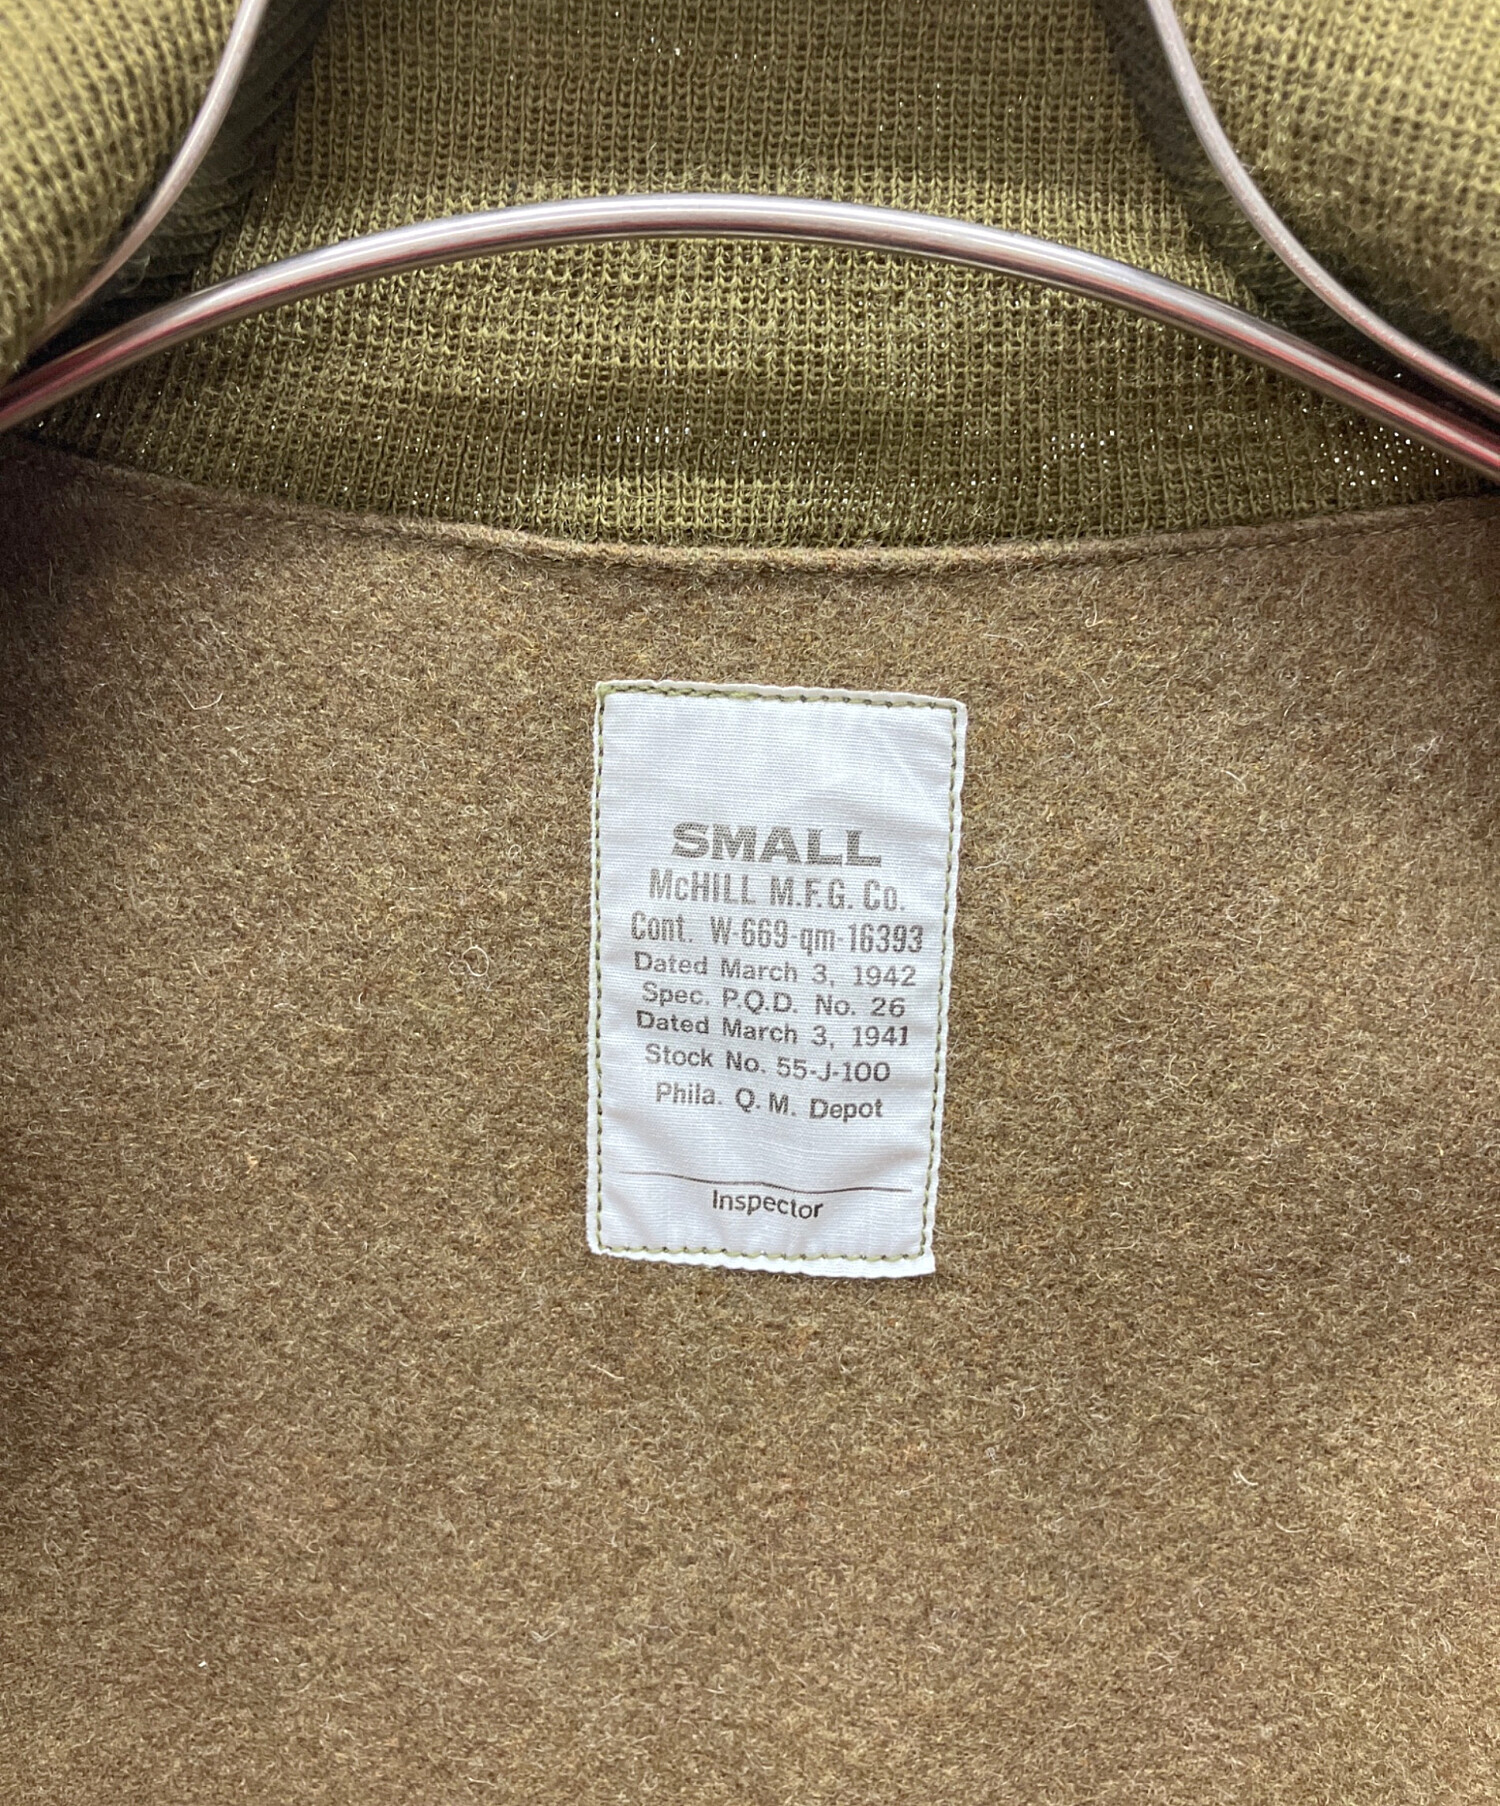 SMALL
McHILL M.F.G. Co.
Cont. W-669-qm-16393
Dated March 3, 1942
Spec. P.Q.D. No. 26
Dated March 3, 1941
Stock No. 55-J-100
Phila. Q.M. Depot
Inspector